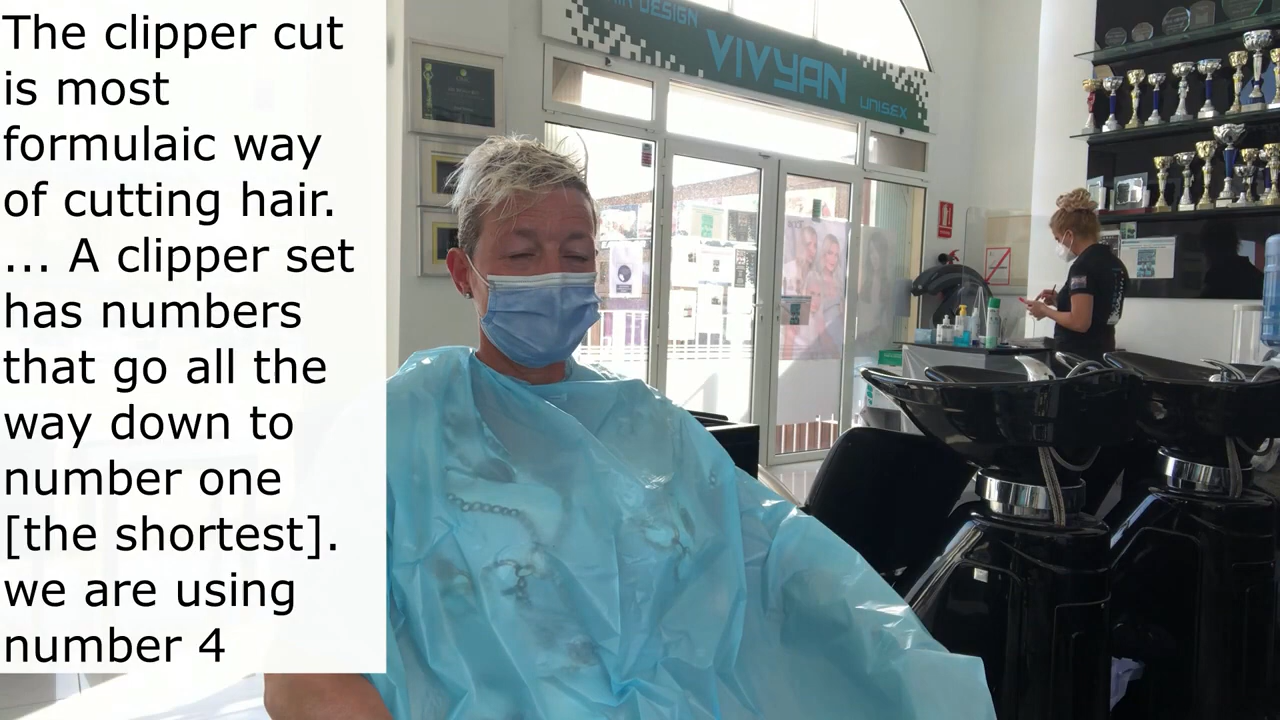 The clipper cut
is most
formulaic way
of cutting hair.
... A clipper set
has numbers
that go all the
way down to
number one
[the shortest].
we are using
number 4
DESIGN
VIVYAN
UNISEX